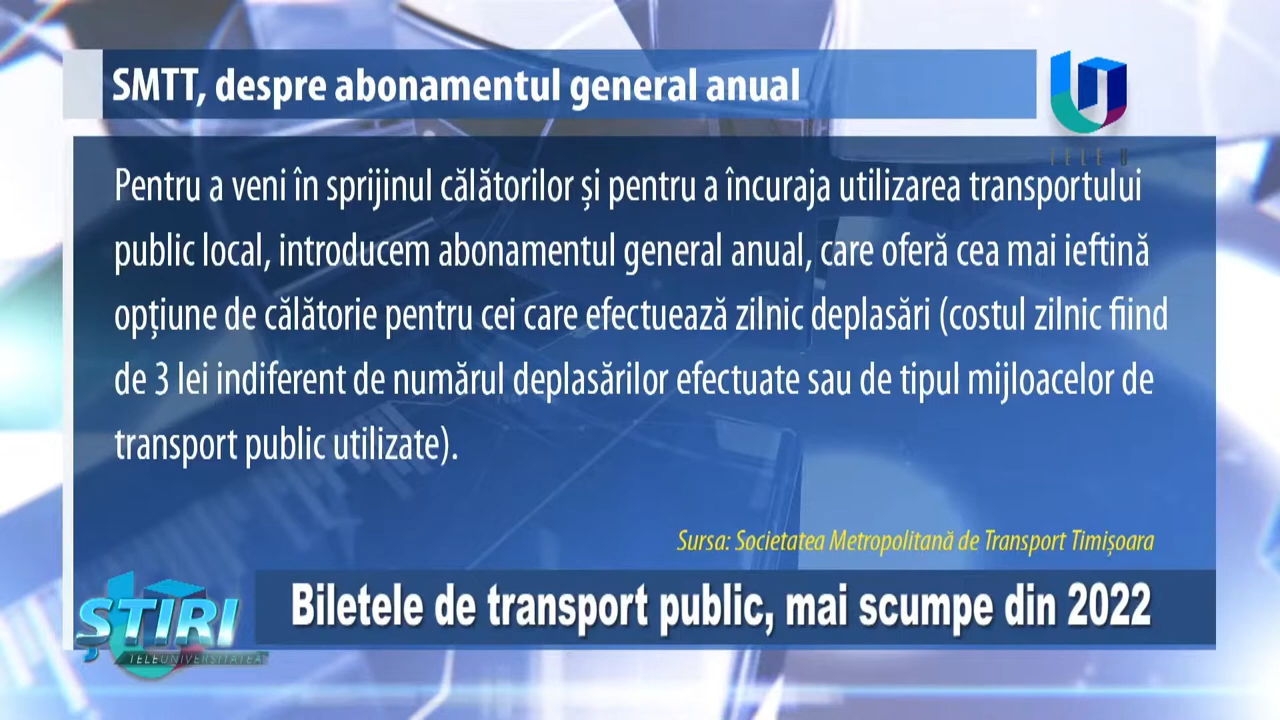 SMTT, despre abonamentul general anual
TELE U
Pentru a veni în sprijinul călătorilor și pentru a încuraja utilizarea transportului
public local, introducem abonamentul general anual, care oferă cea mai ieftină
opțiune de călătorie pentru cei care efectuează zilnic deplasări (costul zilnic fiind
de 3 lei indiferent de numărul deplasărilor efectuate sau de tipul mijloacelor de
transport public utilizate).
Sursa: Societatea Metropolitană de Transport Timișoara
Biletele de transport public, mai scumpe din 2022
ȘTIRI
TELEUNIVERSITATEA